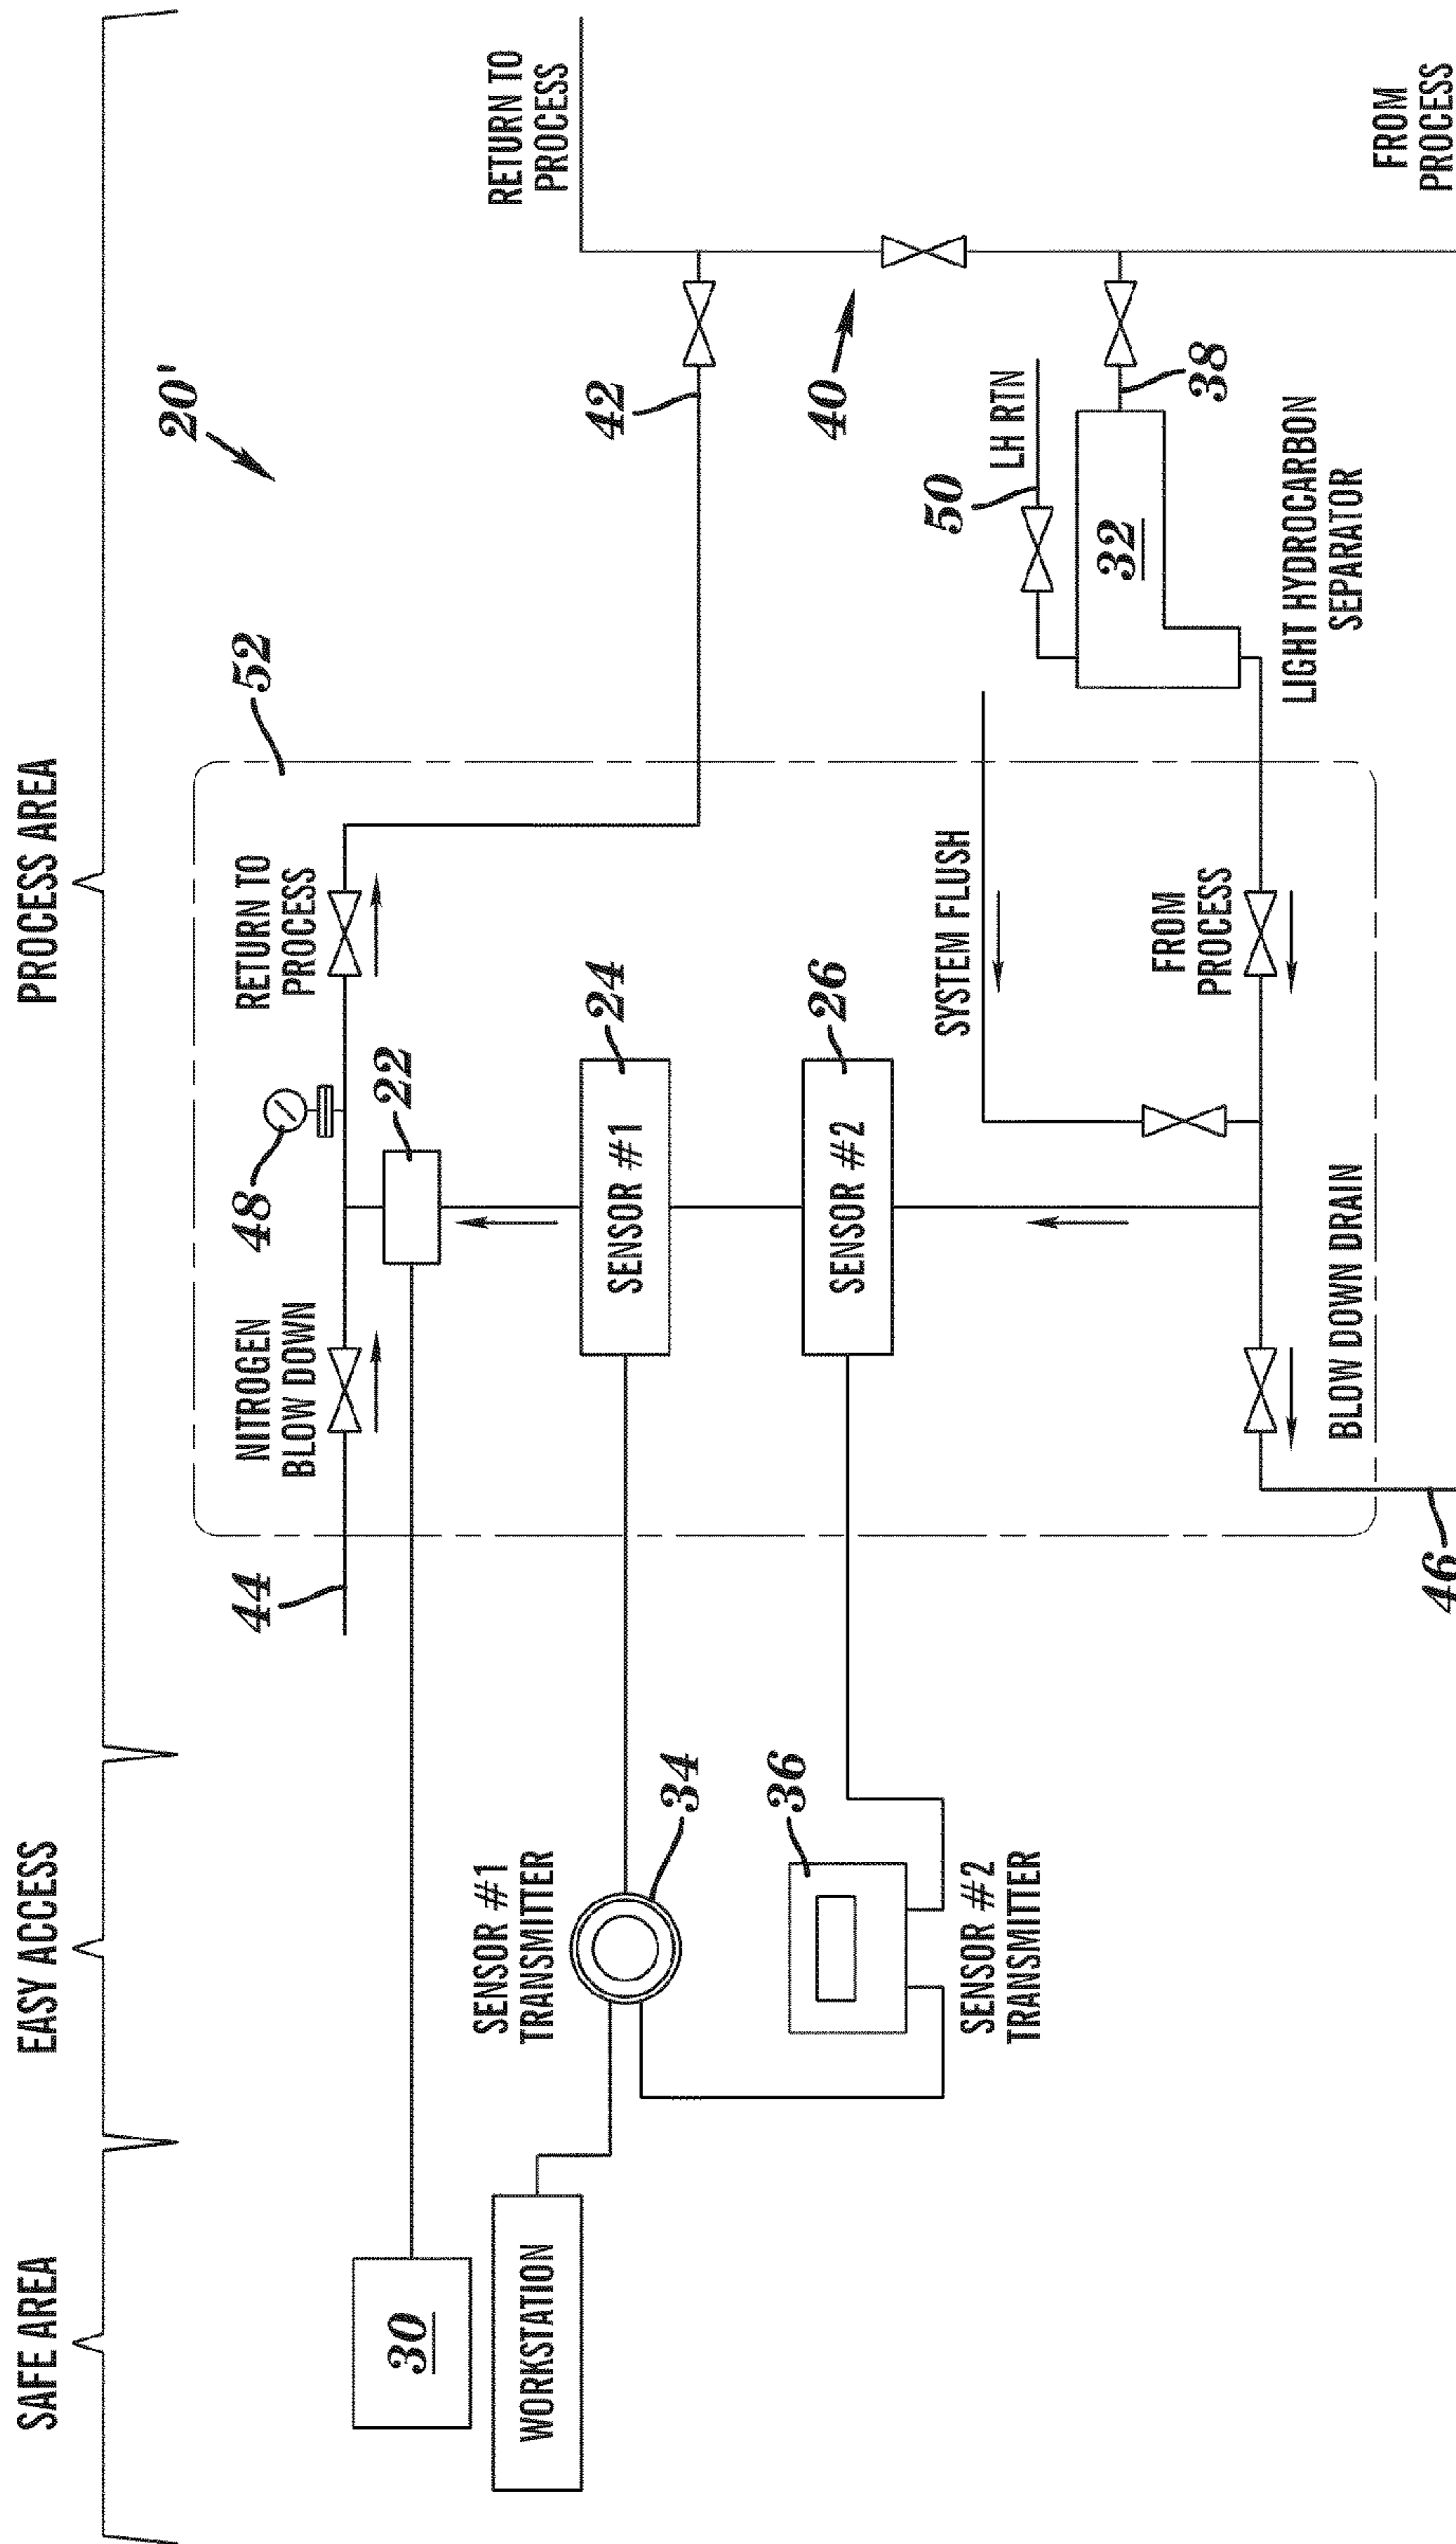 SAFE AREA
EASY ACCESS
PROCESS AREA
20'
52
44
NITROGEN
BLOW DOWN
48
RETURN TO
PROCESS
22
30
WORKSTATION
SENSOR #1
TRANSMITTER
34
SENSOR #1
24
42
RETURN TO
PROCESS
36
SENSOR #2
TRANSMITTER
SENSOR #2
26
40
SYSTEM FLUSH
50
LH RTN
32
38
FROM
PROCESS
LIGHT HYDROCARBON
SEPARATOR
BLOW DOWN DRAIN
46
FROM
PROCESS